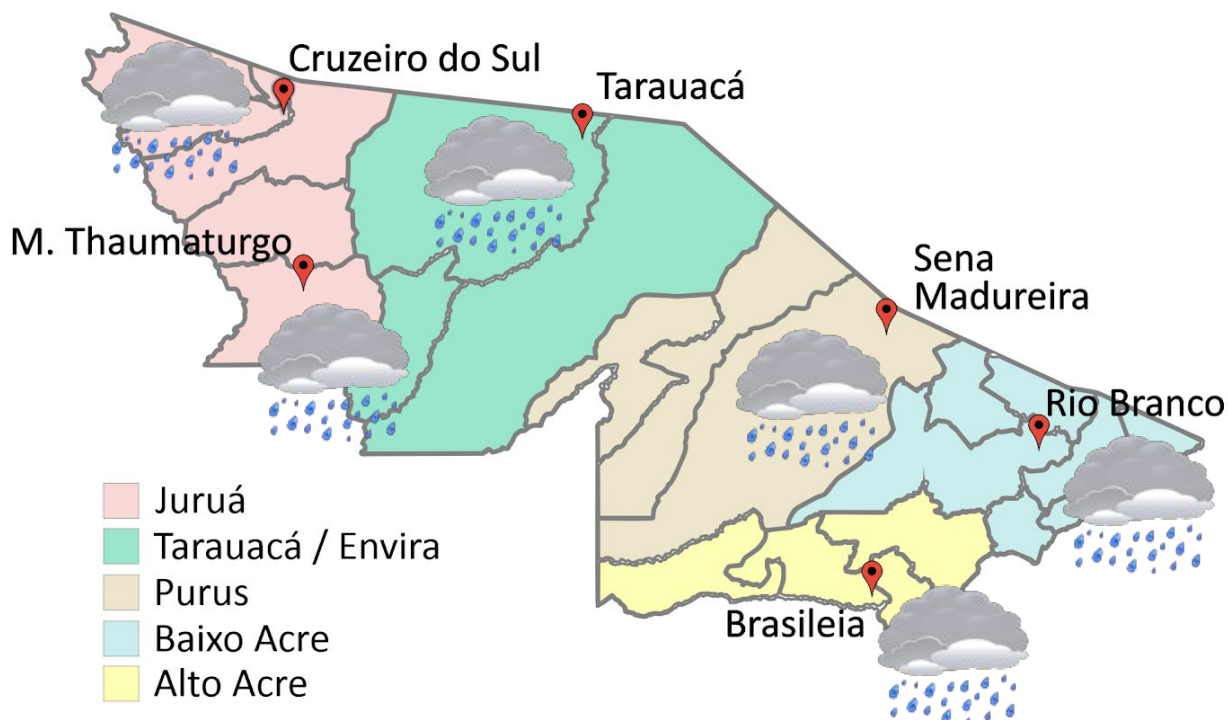 Cruzeiro do Sul
Tarauacá
M. Thaumaturgo
Sena
Madureira
Rio Branco
Brasileia
Juruá
Tarauacá / Envira
Purus
Baixo Acre
Alto Acre